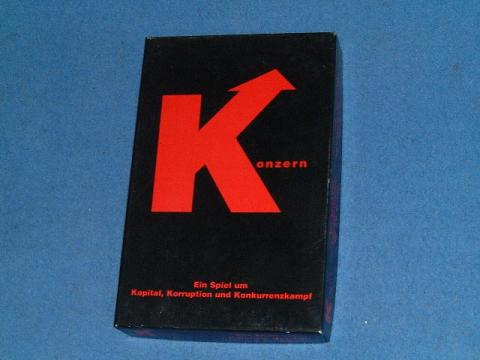 Konzern
Ein Spiel um
Kapital, Korruption und Konkurrenzkampf